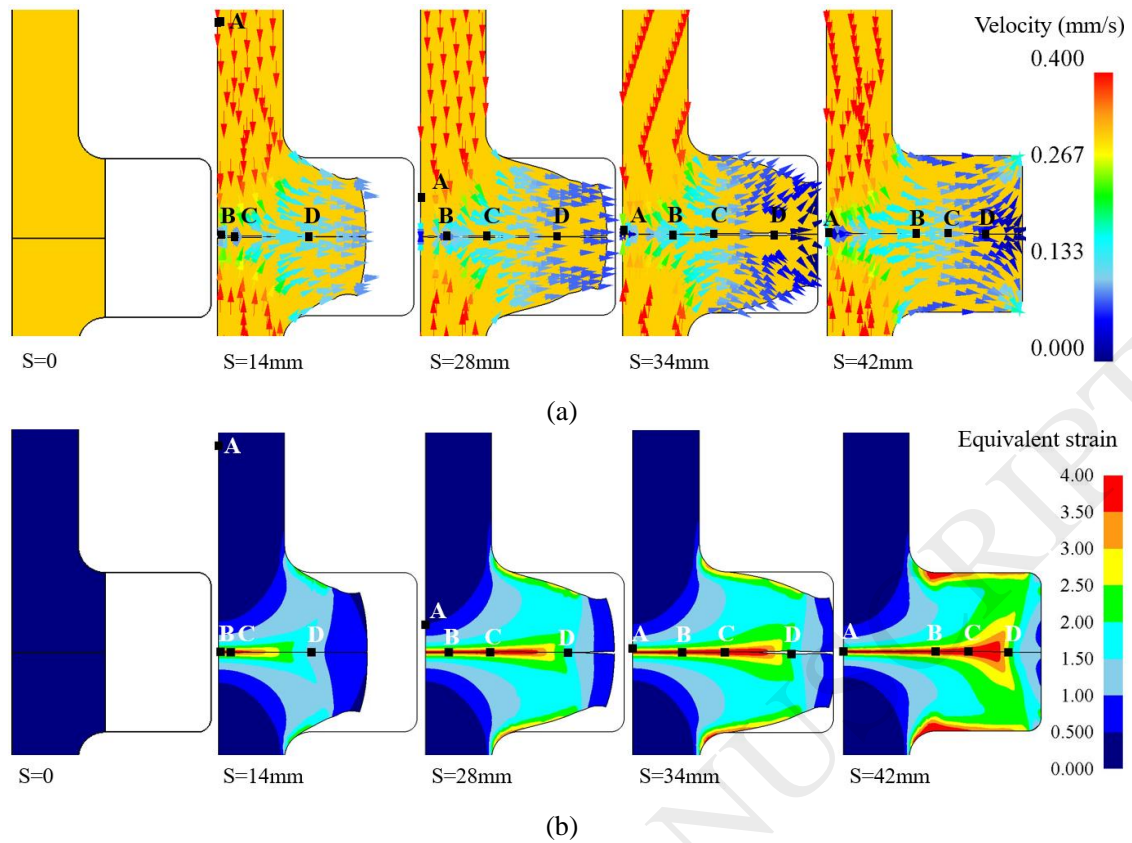 Velocity (mm/s)
0.400
0.267
0.133
0.000
A
B C D
A
B C D
A B C D
A B C D
S=0 S=14mm S=28mm S=34mm S=42mm
(a)
Equivalent strain
4.00
3.50
3.00
2.50
2.00
1.50
1.00
0.500
0.000
A
B C D
A
B C D
A B C D
A B C D
S=0 S=14mm S=28mm S=34mm S=42mm
(b)
NUSCRIPT